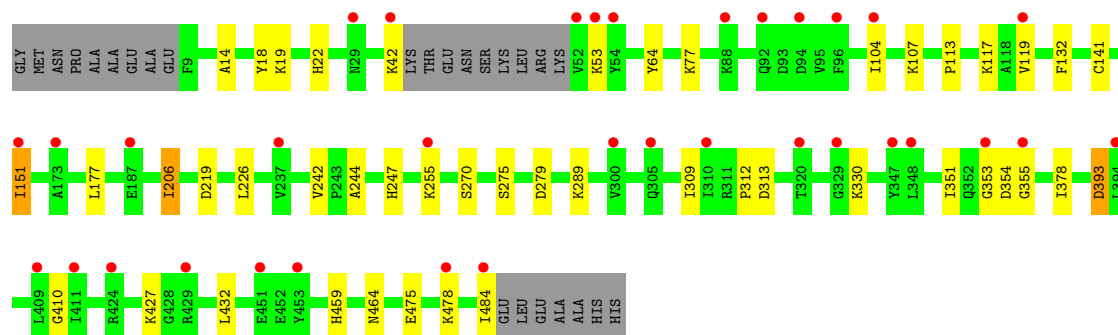 GLY MET ASN PRO ALA ALA GLU ALA GLU F9 A14 Y18 K19 H22 N29 K42 LYS THR GLU ASN SER LYS LEU ARG LYS V52 K53 Y54 Y64 K77 K88 Q92 D93 D94 V95 F96 I104 K107 P113 K117 A118 V119 F132 C141
I151 A173 L177 E187 I206 D219 L226 V237 V242 P243 A244 H247 K255 S270 S275 D279 K289 V300 Q305 I309 I310 R311 P312 D313 T320 G329 K330 Y347 L348 I351 Q352 G353 D354 G355 I378 D393 I394
L409 G410 I411 R424 K427 G428 R429 L432 E451 E452 Y453 H459 N464 E475 K478 I484 GLU LEU GLU ALA ALA HIS HIS